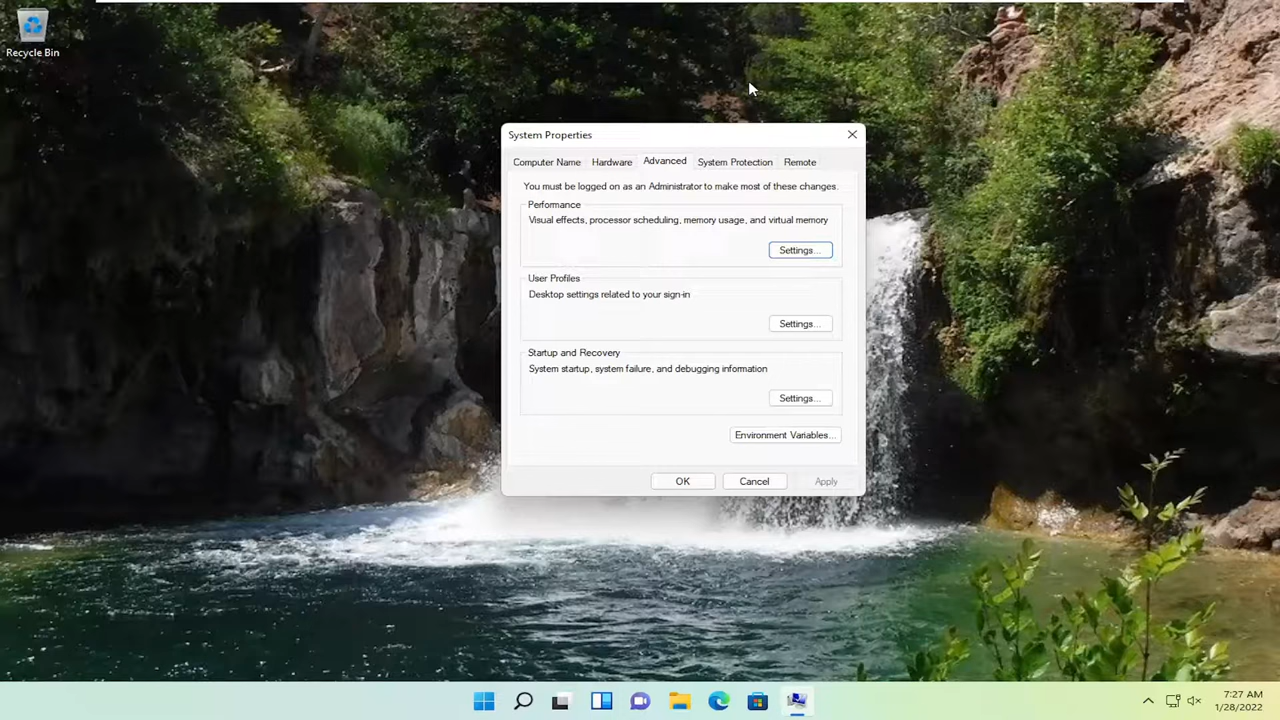 Recycle Bin
System Properties
Computer Name Hardware Advanced System Protection Remote
You must be logged on as an Administrator to make most of these changes.
Performance
Visual effects, processor scheduling, memory usage, and virtual memory
Settings...
User Profiles
Desktop settings related to your sign-in
Settings...
Startup and Recovery
System startup, system failure, and debugging information
Settings...
Environment Variables...
OK Cancel Apply
7:27 AM
1/28/2022